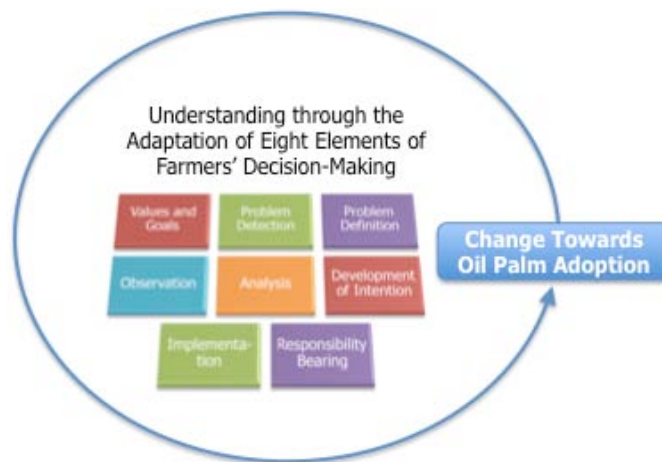 Understanding through the
Adaptation of Eight Elements of
Farmers' Decision-Making
Values and
Goals
Problem
Detection
Problem
Definition
Observation
Analysis
Development
of Intention
Implementa-
tion
Responsibility
Bearing
Change Towards
Oil Palm Adoption